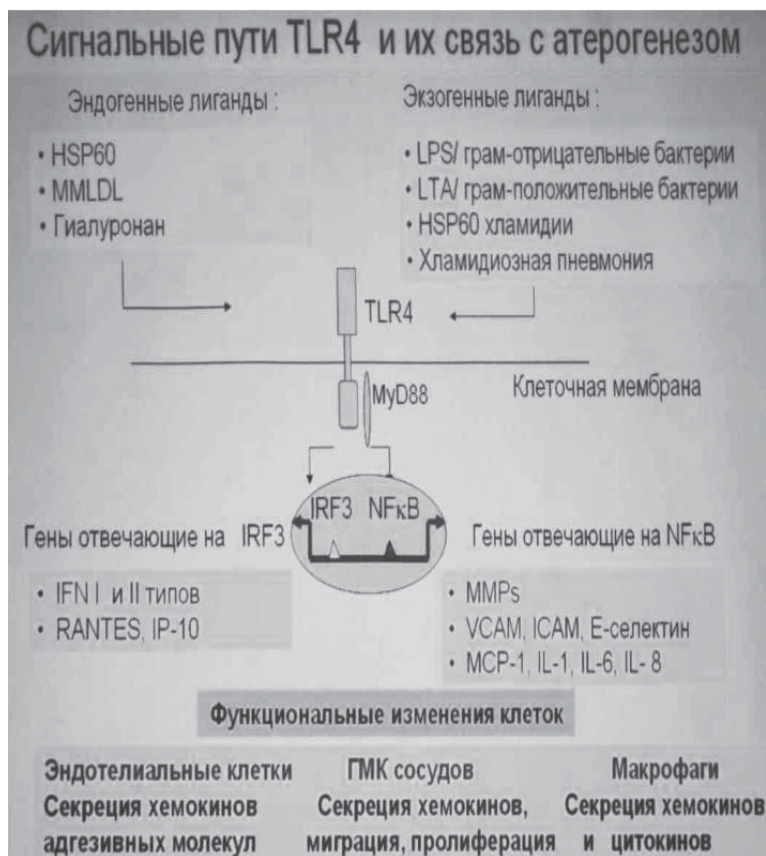 Сигнальные пути TLR4 и их связь с атерогенезом
Эндогенные лиганды :
• HSP60
• MMLDL
• Гиалуронан
Экзогенные лиганды :
• LPS/ грам-отрицательные бактерии
• LTA/ грам-положительные бактерии
• HSP60 хламидии
• Хламидиозная пневмония
TLR4
Клеточная мембрана
MyD88
IRF3 NFκB
Гены отвечающие на IRF3
• IFN I и II типов
• RANTES, IP-10
Гены отвечающие на NFκB
• MMPs
• VCAM, ICAM, Е-селектин
• MCP-1, IL-1, IL-6, IL- 8
Функциональные изменения клеток
Эндотелиальные клетки
Секреция хемокинов
адгезивных молекул
ГМК сосудов
Секреция хемокинов,
миграция, пролиферация
Макрофаги
Секреция хемокинов
и цитокинов